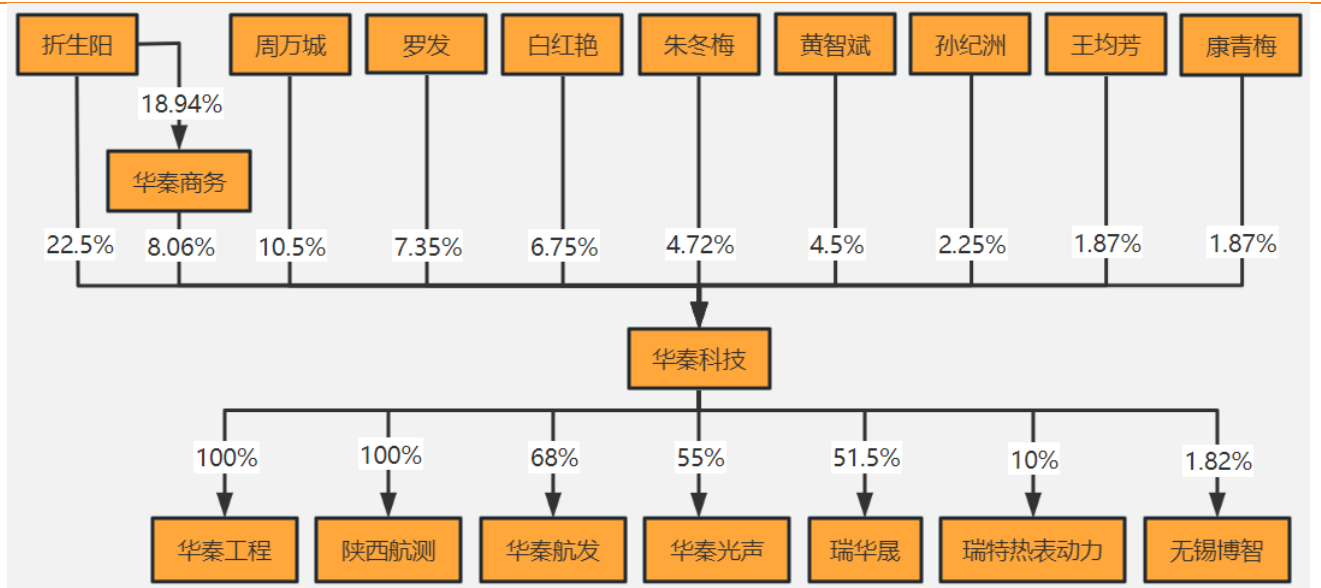 折生阳
周万城
罗发
白红艳
朱冬梅
黄智斌
孙纪洲
王均芳
康青梅
18.94%
华秦商务
22.5%
8.06%
10.5%
7.35%
6.75%
4.72%
4.5%
2.25%
1.87%
1.87%
华秦科技
100%
100%
68%
55%
51.5%
10%
1.82%
华秦工程
陕西航测
华秦航发
华秦光声
瑞华晟
瑞特热表动力
无锡博智